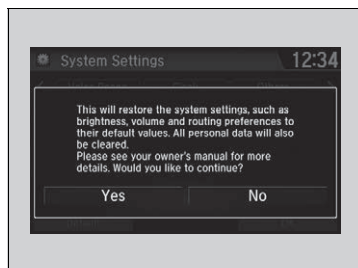 System Settings 12:34
This will restore the system settings, such as
brightness, volume and routing preferences to
their default values. All personal data will also
be cleared.
Please see your owner's manual for more
details. Would you like to continue?
Yes No